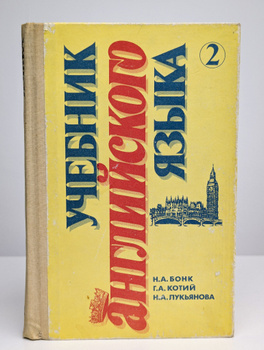 УЧЕБНИК
английского
ЯЗЫКА
2
Н.А.БОНК
Г.А.КОТИЙ
Н.А.ЛУКЬЯНОВА